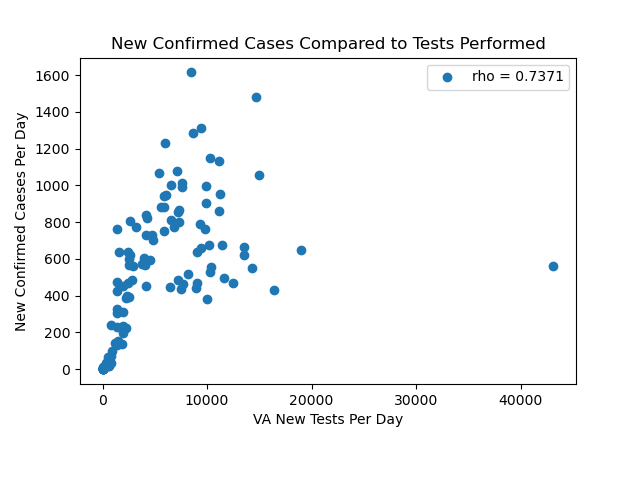 New Confirmed Cases Compared to Tests Performed
rho = 0.7371
1600
1400
1200
1000
800
600
400
200
0
New Confirmed Caeses Per Day
0 10000 20000 30000 40000
VA New Tests Per Day